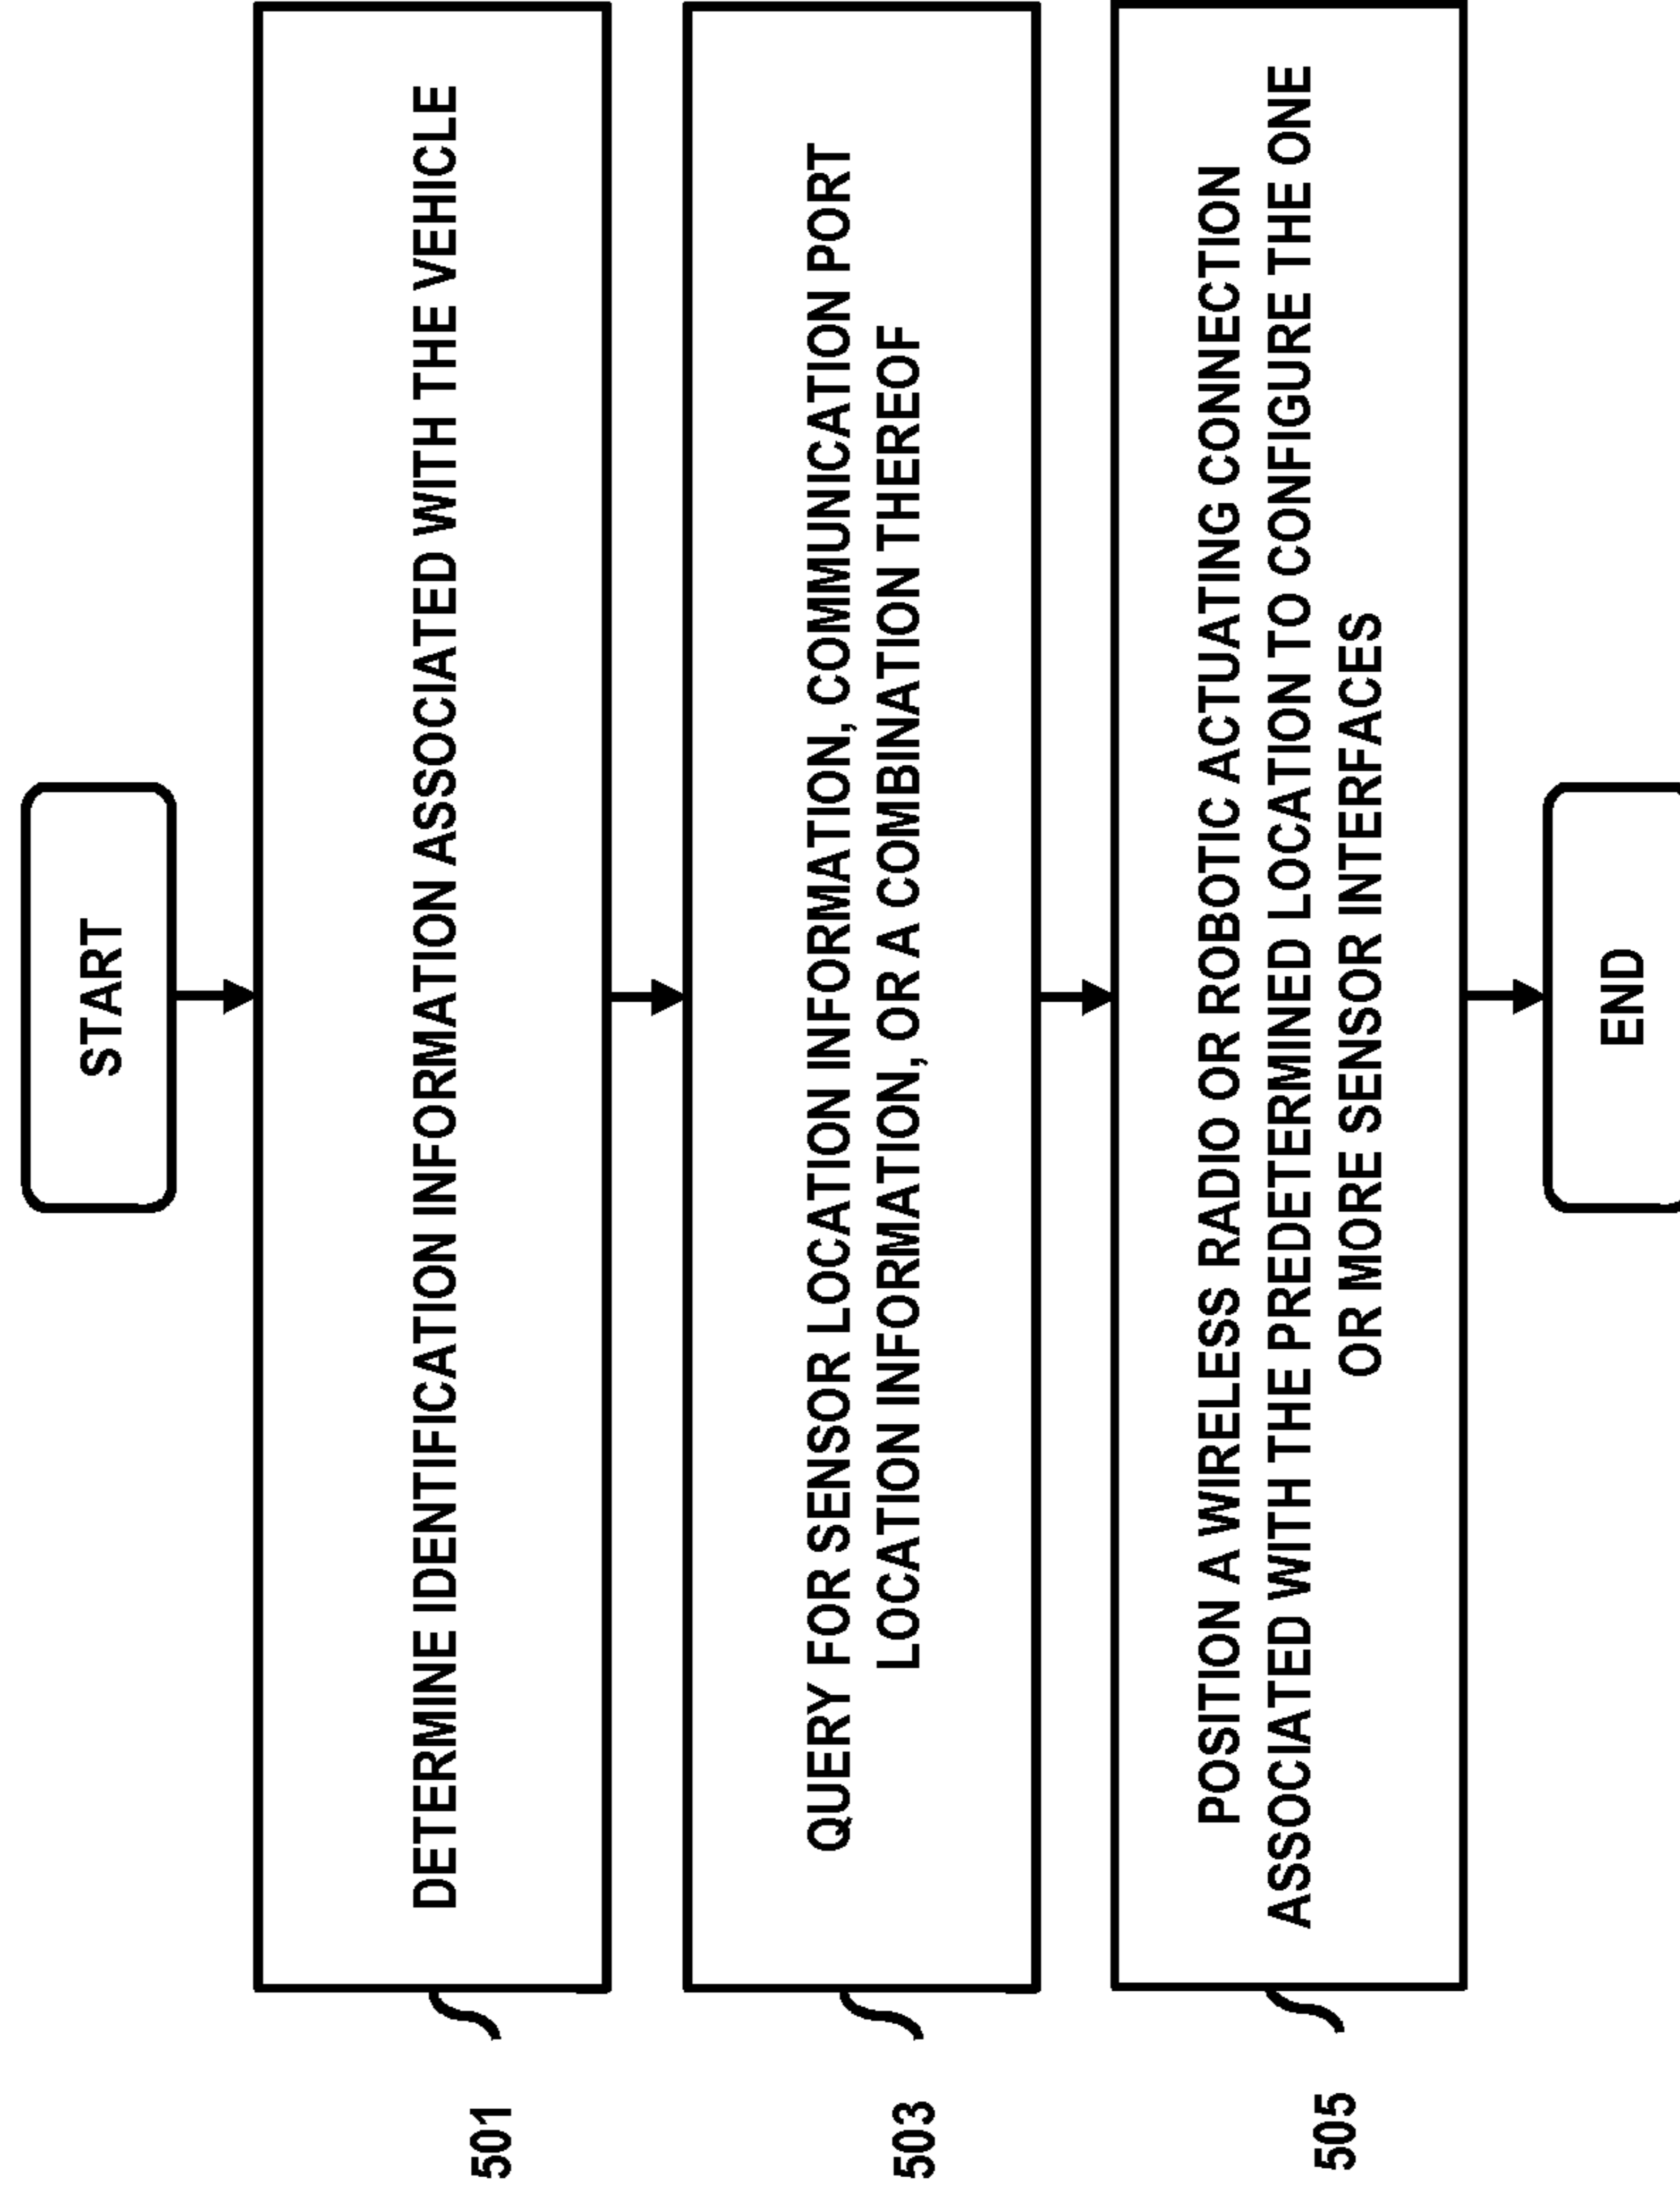 START
DETERMINE IDENTIFICATION INFORMATION ASSOCIATED WITH THE VEHICLE
501
QUERY FOR SENSOR LOCATION INFORMATION, COMMUNICATION PORT
LOCATION INFORMATION, OR A COMBINATION THEREOF
503
POSITION A WIRELESS RADIO OR ROBOTIC ACTUATING CONNECTION
ASSOCIATED WITH THE PREDETERMINED LOCATION TO CONFIGURE THE ONE
OR MORE SENSOR INTERFACES
505
END